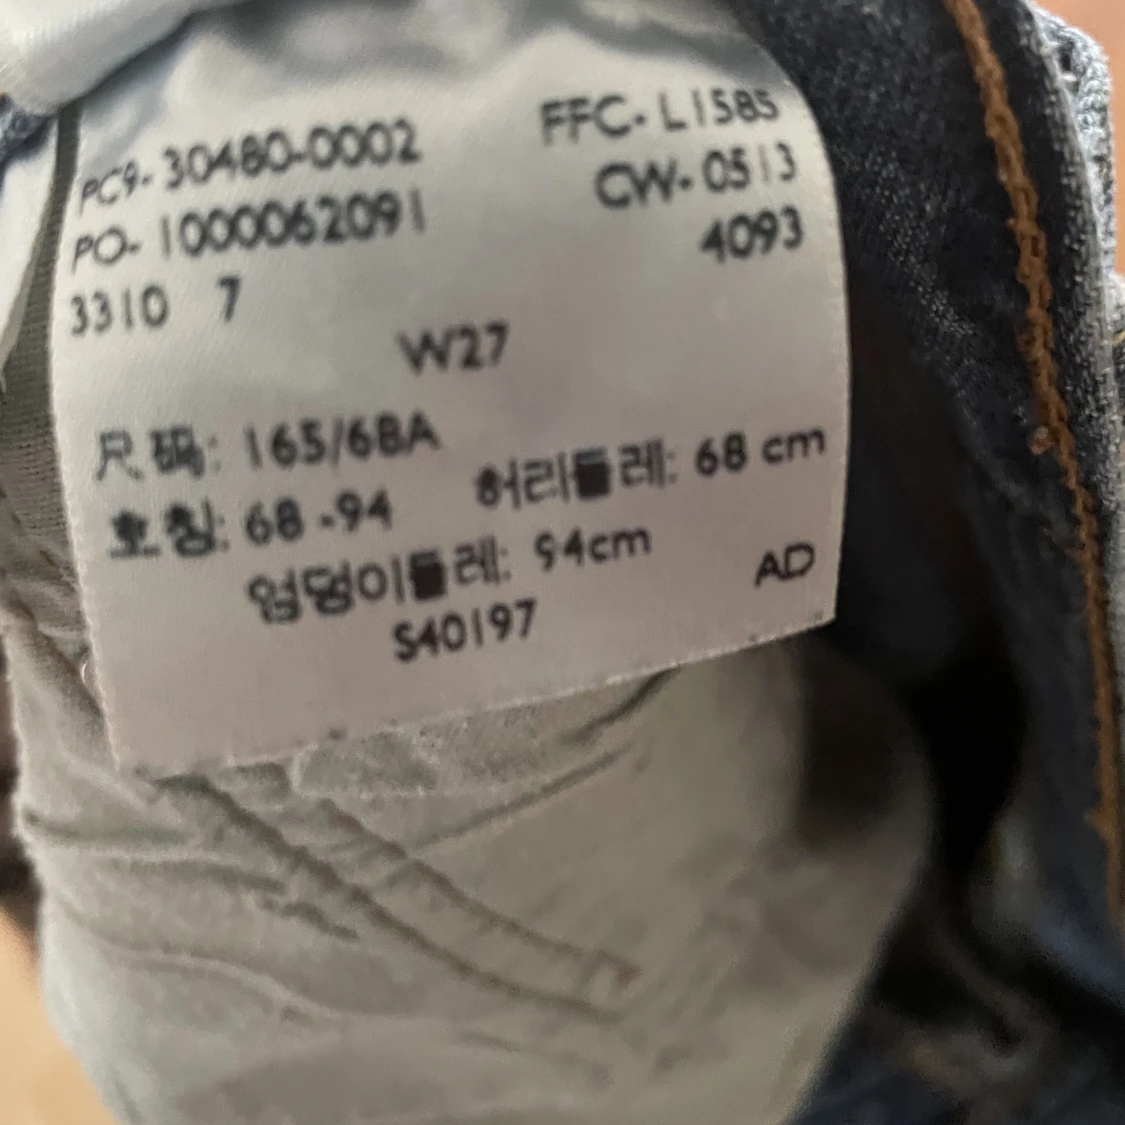 PC9- 30480-0002 FFC- L1585
PO- 1000062091 CW- 0513
3310 7 4093
W27
尺码: 165/68A
호칭: 68 -94 허리둘레: 68 cm
엉덩이둘레: 94cm
AD
S40197